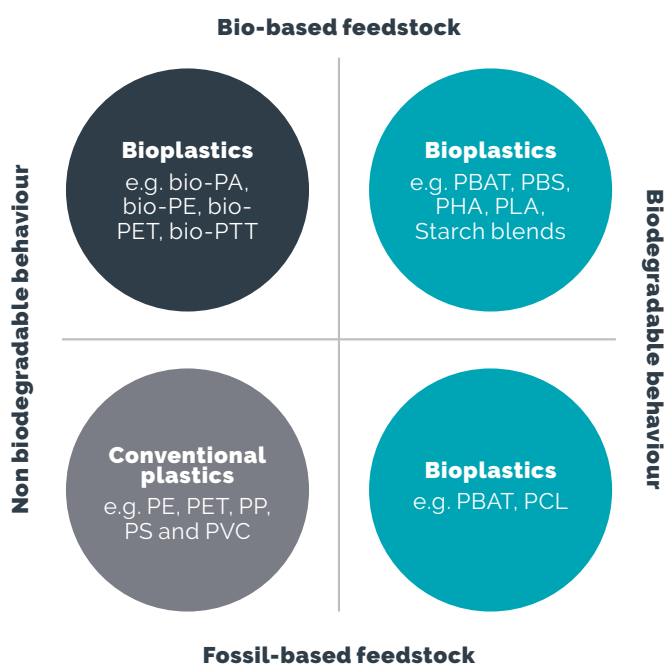 Bio-based feedstock
Non biodegradable behaviour
Bioplastics
e.g. bio-PA,
bio-PE, bio-
PET, bio-PTT
Bioplastics
e.g. PBAT, PBS,
PHA, PLA,
Starch blends
Biodegradable behaviour
Conventional
plastics
e.g. PE, PET, PP,
PS and PVC
Bioplastics
e.g. PBAT, PCL
Fossil-based feedstock